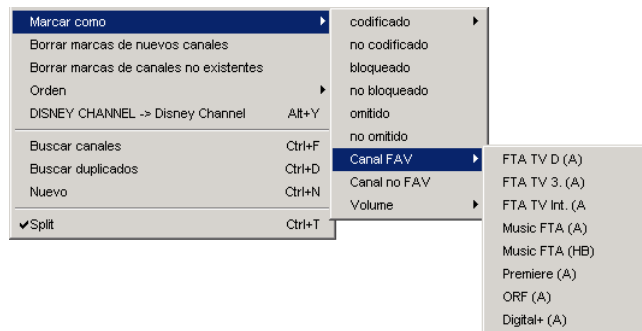 Marcar como
Borrar marcas de nuevos canales
Borrar marcas de canales no existentes
Orden
DISNEY CHANNEL -> Disney Channel Alt+Y
Buscar canales Ctrl+F
Buscar duplicados Ctrl+D
Nuevo Ctrl+N
Split Ctrl+T
codificado
no codificado
bloqueado
no bloqueado
omitido
no omitido
Canal FAV
Canal no FAV
Volume
FTA TV D (A)
FTA TV 3. (A)
FTA TV Int. (A
Music FTA (A)
Music FTA (HB)
Premiere (A)
ORF (A)
Digital+ (A)